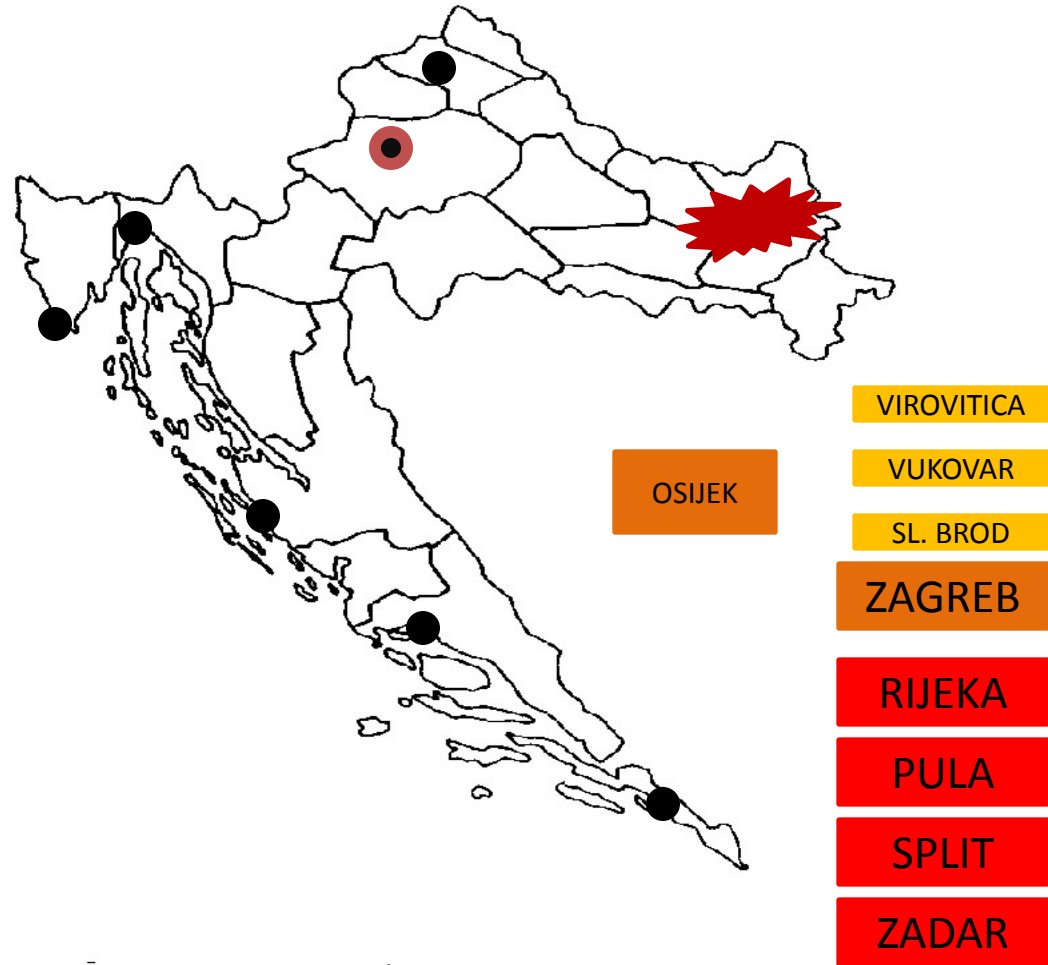 VIROVITICA
OSIJEK
VUKOVAR
SL. BROD
ZAGREB
RIJEKA
PULA
SPLIT
ZADAR